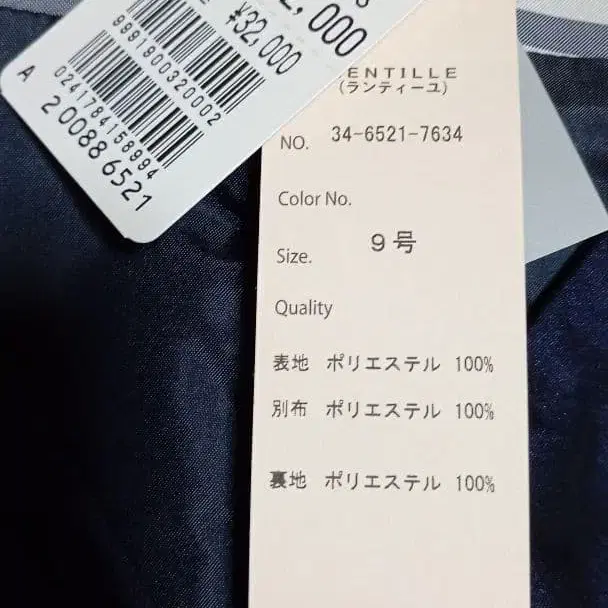 ¥32,000
9991900320002
0241784158994
A 200886521
ENTILLE
(ランティーユ)
NO. 34-6521-7634
Color No.
Size. 9号
Quality
表地 ポリエステル 100%
別布 ポリエステル 100%
裏地 ポリエステル 100%